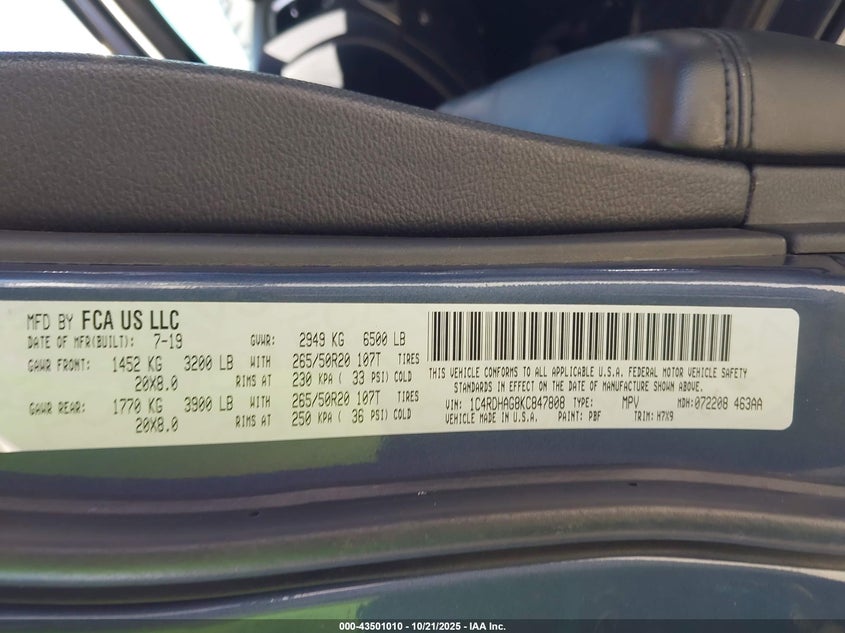 MFD BY FCA US LLC
DATE OF MFR(BUILT): 7-19 GVWR: 2949 KG 6500 LB
GAWR FRONT: 1452 KG 3200 LB WITH 265/50R20 107T TIRES
20X8.0 RIMS AT 230 KPA ( 33 PSI) COLD
GAWR REAR: 1770 KG 3900 LB WITH 265/50R20 107T TIRES
20X8.0 RIMS AT 250 KPA ( 36 PSI) COLD
THIS VEHICLE CONFORMS TO ALL APPLICABLE U.S.A. FEDERAL MOTOR VEHICLE SAFETY
STANDARDS IN EFFECT ON THE DATE OF MANUFACTURE SHOWN ABOVE.
VIN: 1C4RDHAG8KC847808 TYPE: MPV MDH:072208 463AA
VEHICLE MADE IN U.S.A. PAINT: PBF TRIM: H7X9
000-43501010 - 10/21/2025 - IAA Inc.